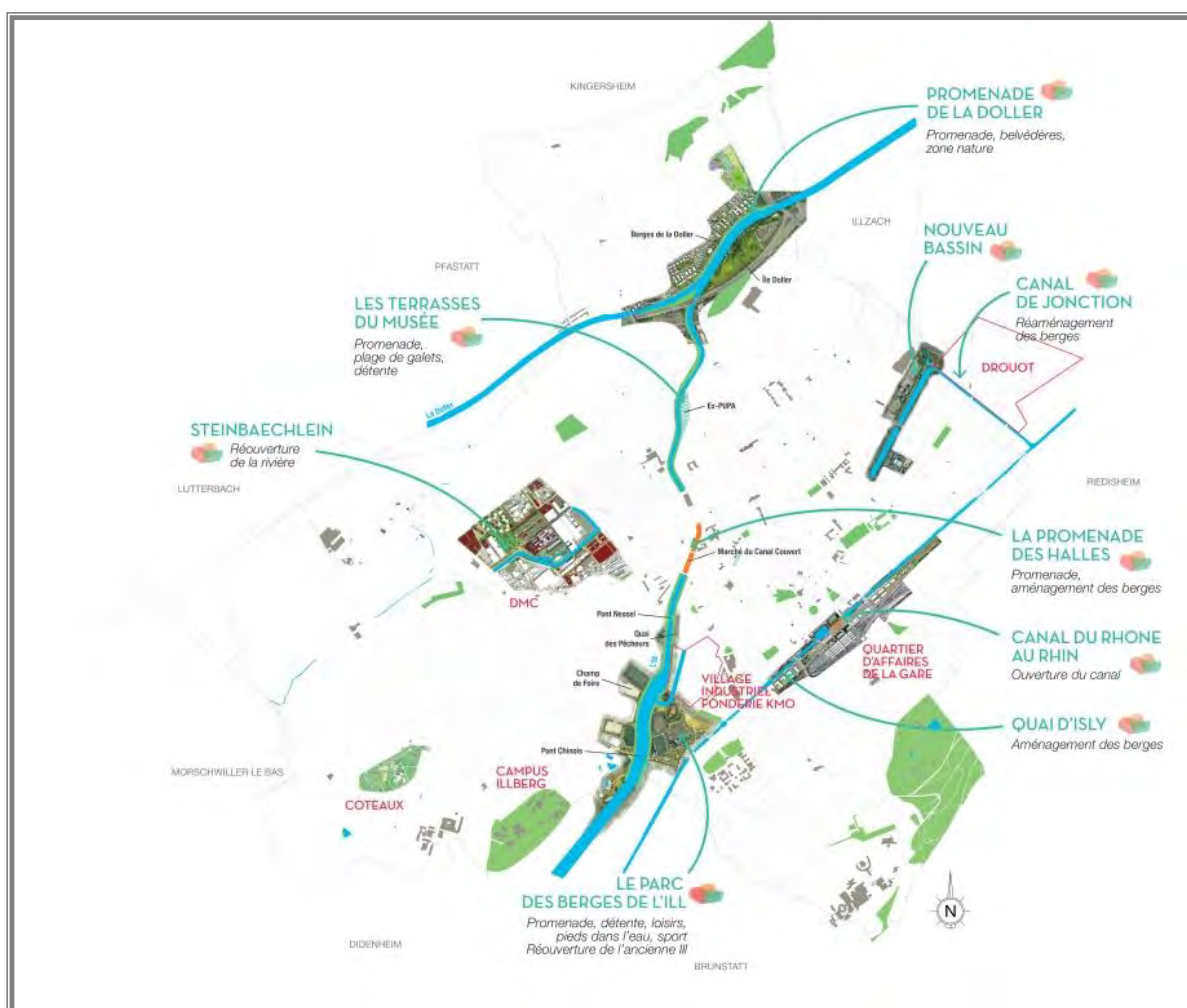 KINGERSHEIM
PROMENADE
DE LA DOLLER
Promenade, belvédères,
zone nature
ILLZACH
Berges de la Doller
NOUVEAU
BASSIN
PFASTATT
Île Doller
CANAL
DE JONCTION
Réaménagement
des berges
LES TERRASSES
DU MUSÉE
Promenade,
plage de galets,
détente
DROUOT
La Doller
Ex-PUPA
STEINBAECHLEIN
Réouverture
de la rivière
LUTTERBACH
RIEDISHEIM
LA PROMENADE
DES HALLES
Promenade,
aménagement des berges
Marché du Canal Couvert
DMC
Pont Nessel
Quai
des Pêcheurs
CANAL DU RHONE
AU RHIN
Ouverture du canal
QUARTIER
D'AFFAIRES
DE LA GARE
L'Ill
Champ
de Foire
VILLAGE
INDUSTRIEL
FONDERIE KMO
QUAI D'ISLY
Aménagement des berges
Pont Chinois
MORSCHWILLER LE BAS
CAMPUS
ILLBERG
COTEAUX
LE PARC
DES BERGES DE L'ILL
Promenade, détente, loisirs,
pieds dans l'eau, sport
Réouverture de l'ancienne Ill
N
DIDENHEIM
BRUNSTATT